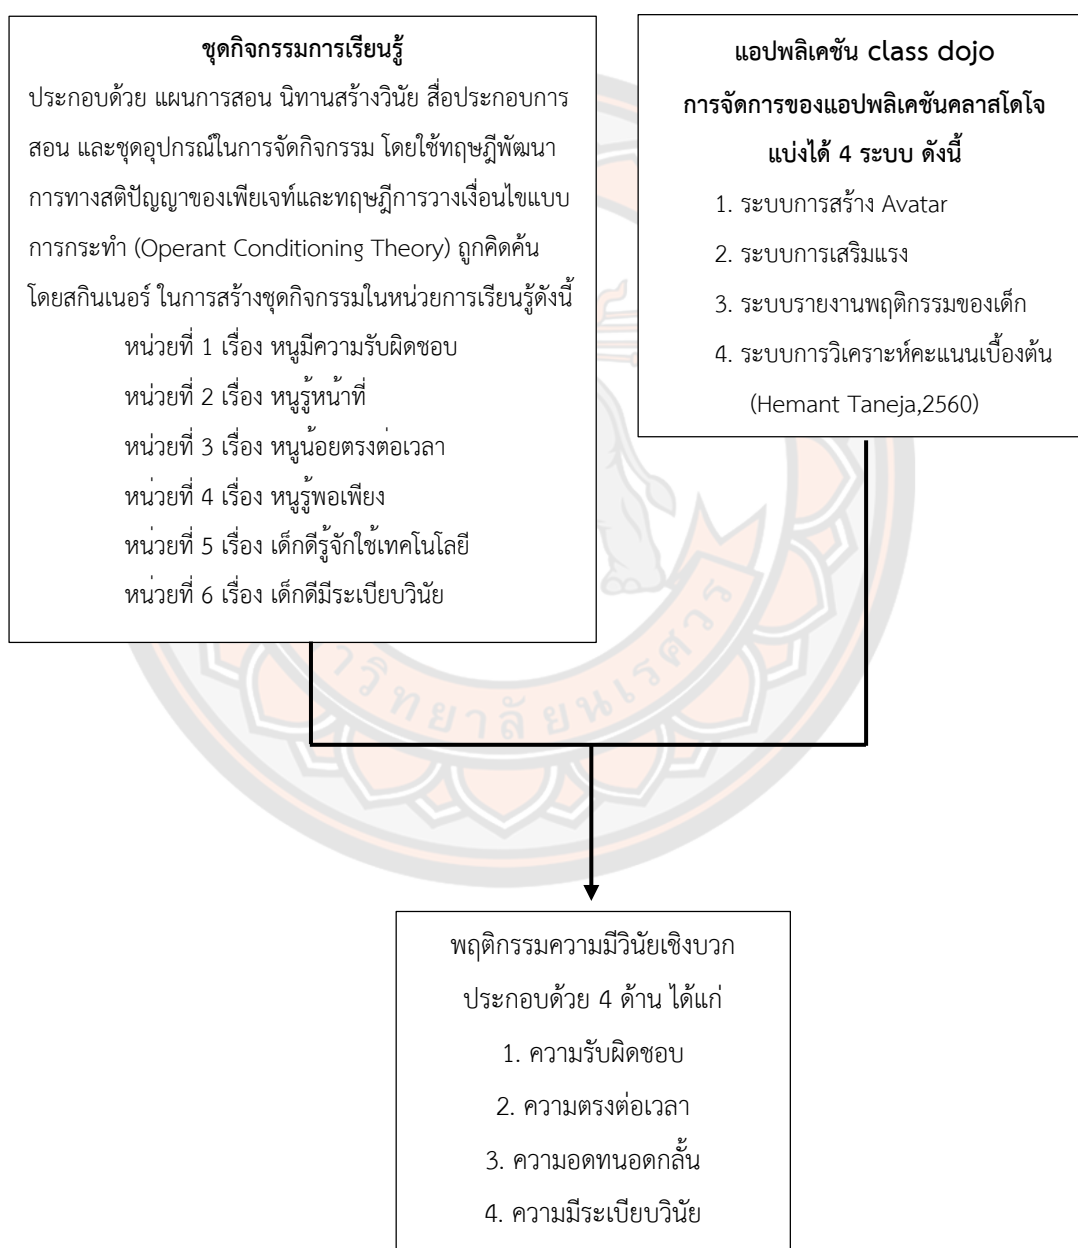 ชุดกิจกรรมการเรียนรู้
ประกอบด้วย แผนการสอน นิทานสร้างวินัย สื่อประกอบการ
สอน และชุดอุปกรณ์ในการจัดกิจกรรม โดยใช้ทฤษฎีพัฒนา
การทางสติปัญญาของเพียเจท์และทฤษฎีการวางเงื่อนไขแบบ
การกระทำ (Operant Conditioning Theory) ถูกคิดค้น
โดยสกินเนอร์ ในการสร้างชุดกิจกรรมในหน่วยการเรียนรู้ดังนี้
หน่วยที่ 1 เรื่อง หนูมีความรับผิดชอบ
หน่วยที่ 2 เรื่อง หนูรู้หน้าที่
หน่วยที่ 3 เรื่อง หนูน้อยตรงต่อเวลา
หน่วยที่ 4 เรื่อง หนูรู้พอเพียง
หน่วยที่ 5 เรื่อง เด็กดีรู้จักใช้เทคโนโลยี
หน่วยที่ 6 เรื่อง เด็กดีมีระเบียบวินัย
แอปพลิเคชัน class dojo
การจัดการของแอปพลิเคชันคลาสโดโจ
แบ่งได้ 4 ระบบ ดังนี้
1. ระบบการสร้าง Avatar
2. ระบบการเสริมแรง
3. ระบบรายงานพฤติกรรมของเด็ก
4. ระบบการวิเคราะห์คะแนนเบื้องต้น
(Hemant Taneja,2560)
าวิทยาลัยนเรศวร
พฤติกรรมความมีวินัยเชิงบวก
ประกอบด้วย 4 ด้าน ได้แก่
1. ความรับผิดชอบ
2. ความตรงต่อเวลา
3. ความอดทนอดกลั้น
4. ความมีระเบียบวินัย